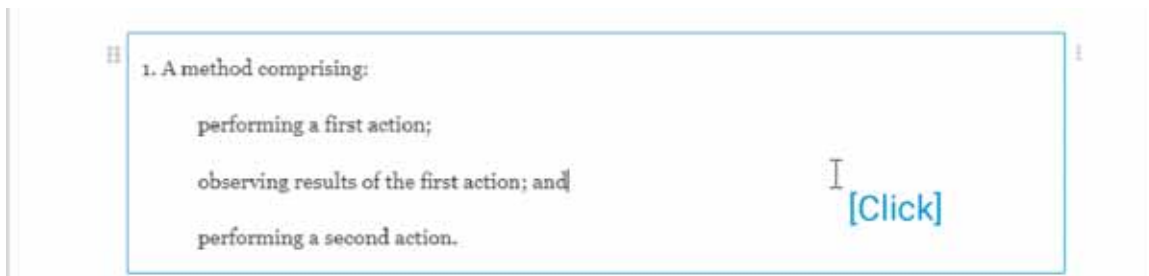 1. A method comprising:
performing a first action;
observing results of the first action; and
[Click]
performing a second action.